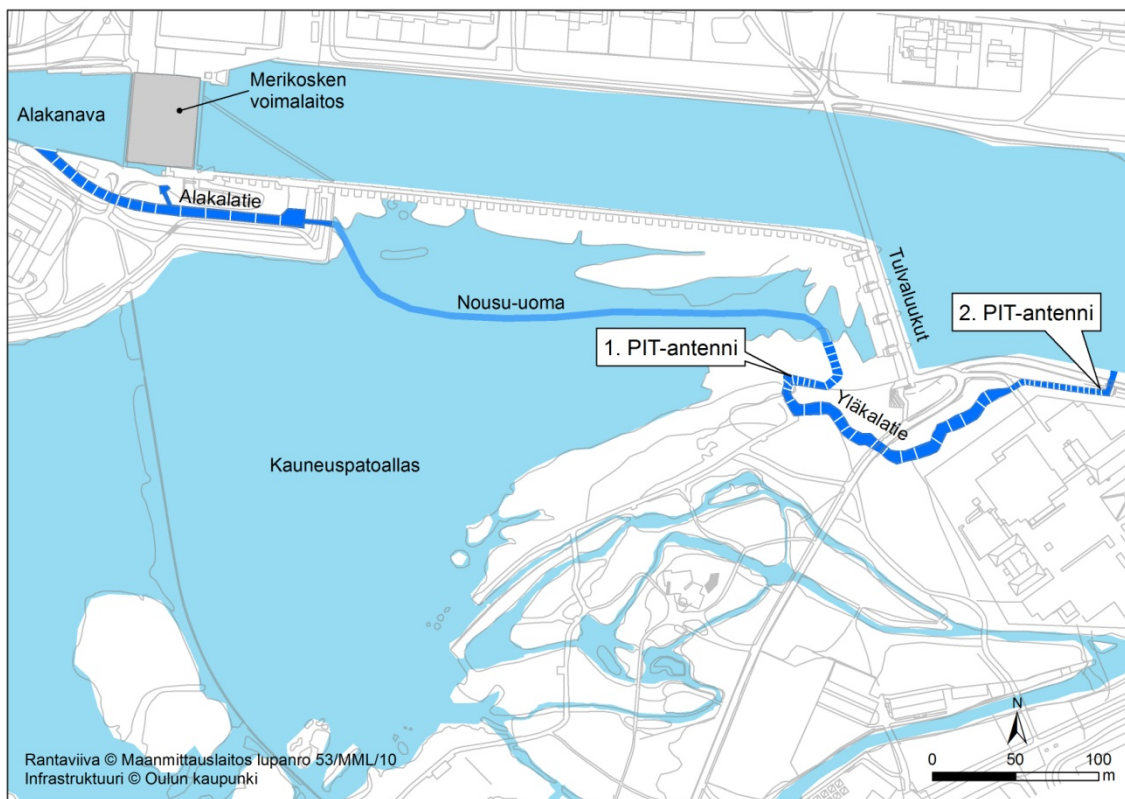 Merikosken
voimalaitos
Alakanava
Alakalatie
Nousu-uoma
Tulvaluukut
1. PIT-antenni
2. PIT-antenni
Yläkalatie
Kauneuspatoallas
Rantaviiva © Maanmittauslaitos lupanro 53/MML/10
Infrastruktuuri © Oulun kaupunki
N
0 50 100
m